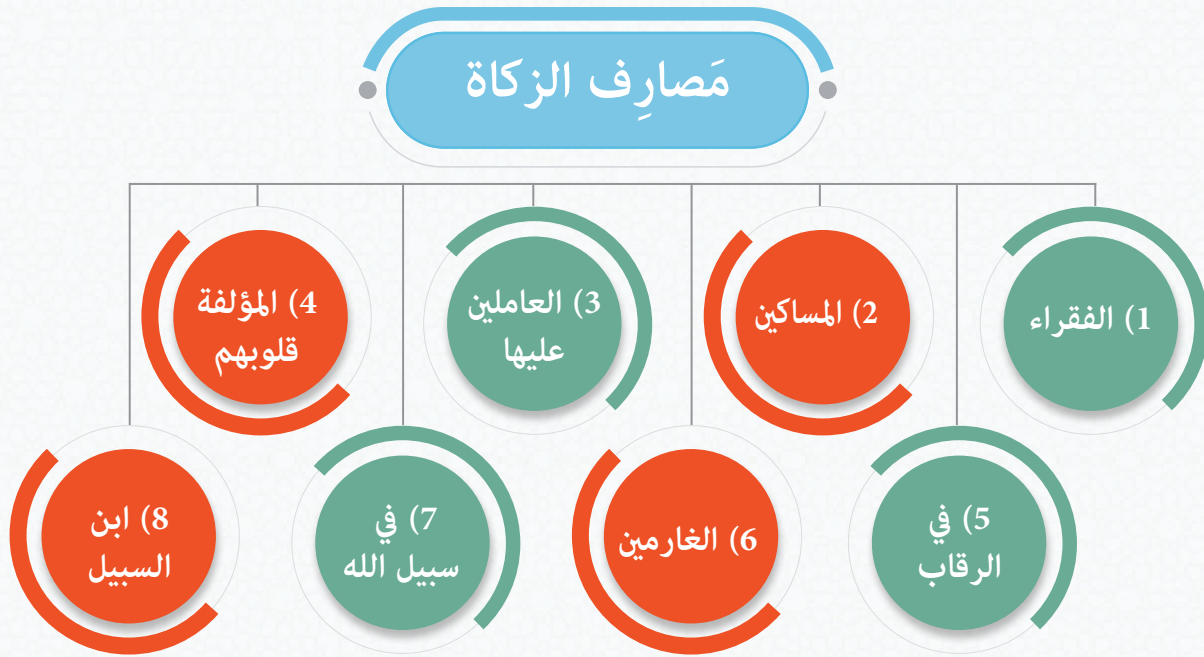 مَصارِف الزكاة
1) الفقراء
2) المساكين
3) العاملين
عليها
4) المؤلفة
قلوبهم
5) في
الرقاب
6) الغارمين
7) في
سبيل الله
8) ابن
السبيل